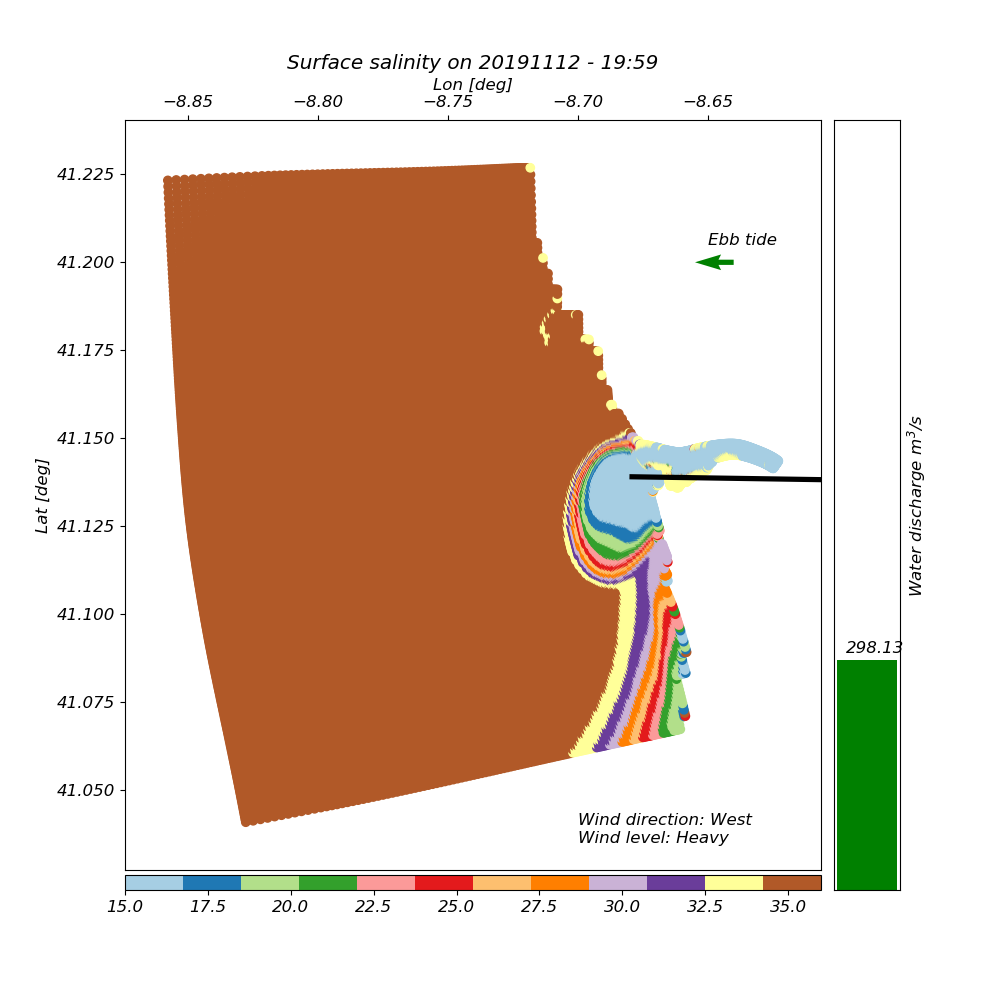 Surface salinity on 20191112 - 19:59
Lon [deg]
−8.85 −8.80 −8.75 −8.70 −8.65
41.225
41.200
41.175
41.150
41.125
41.100
41.075
41.050
Lat [deg]
Ebb tide
Wind direction: West
Wind level: Heavy
298.13
Water discharge m³/s
15.0 17.5 20.0 22.5 25.0 27.5 30.0 32.5 35.0